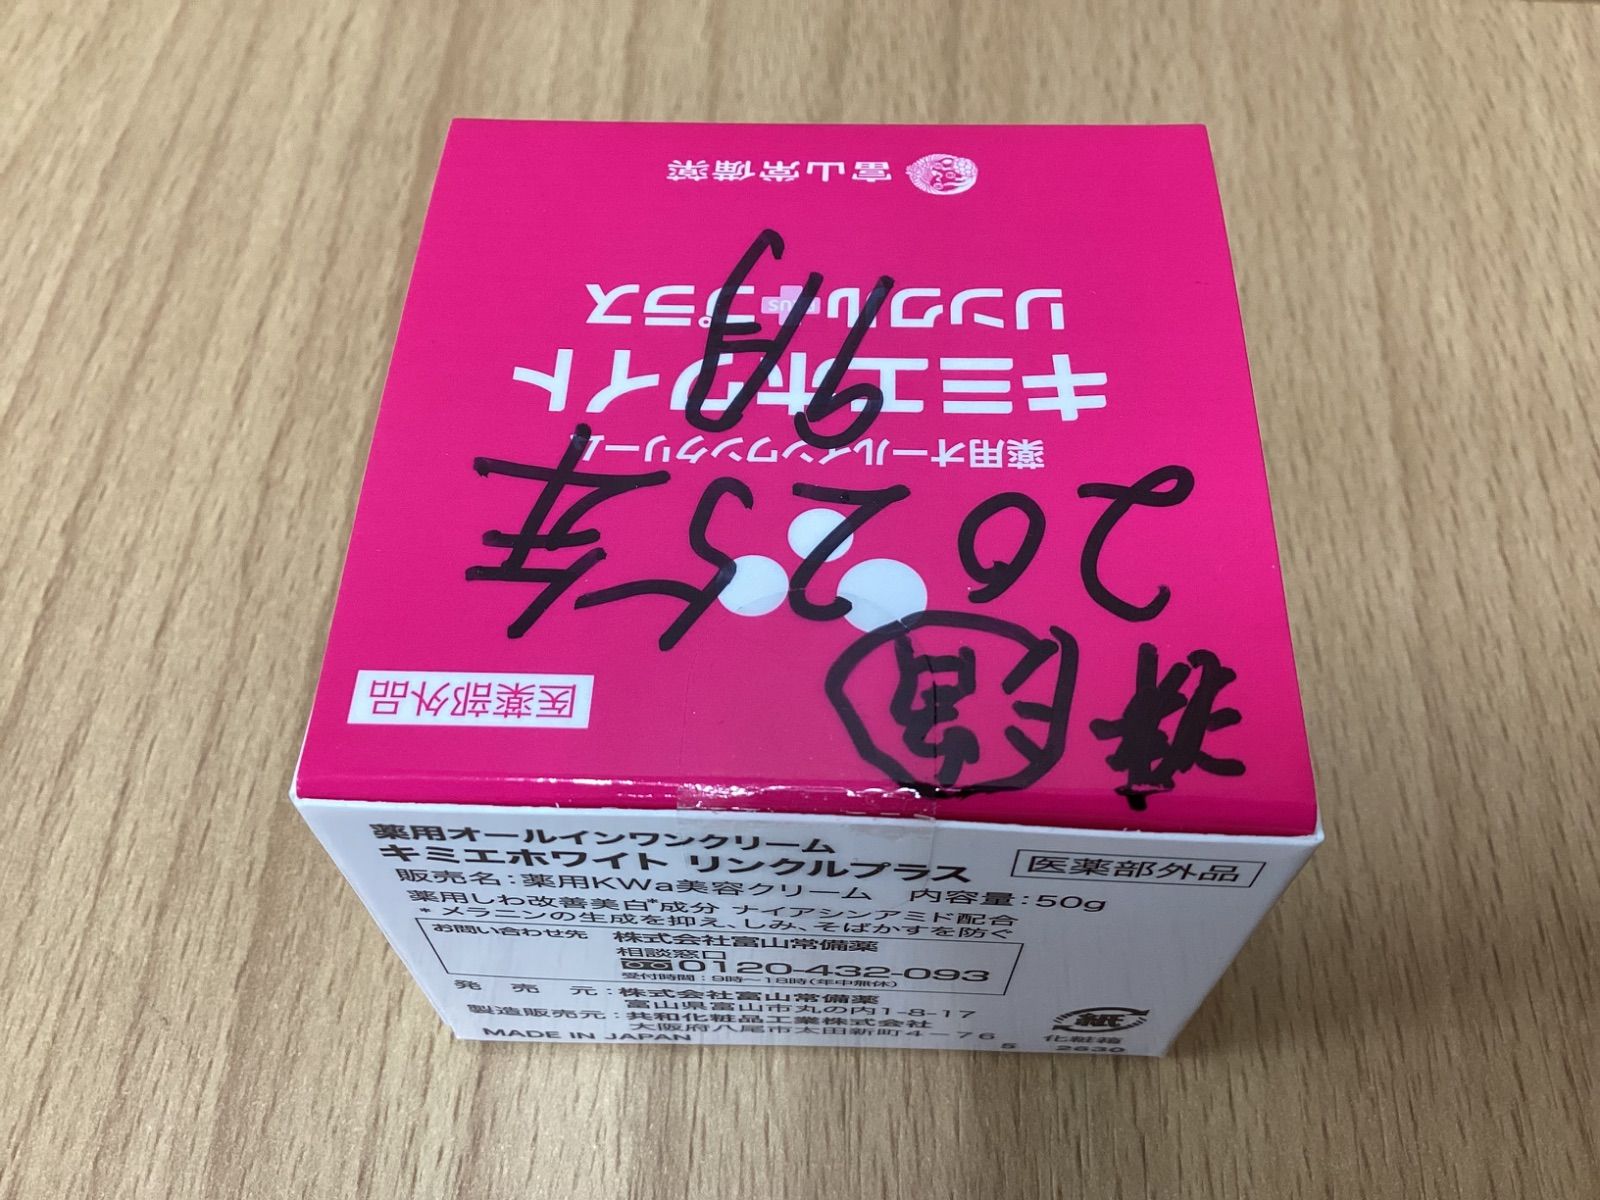 医薬部外品
2025年
9月
薬用オールインワンクリーム
キミエホワイト
リンクルプラス
富山常備薬
薬用オールインワンクリーム
キミエホワイト リンクルプラス 医薬部外品
販売名:薬用KWa美容クリーム 内容量:50g
薬用しわ改善美白*成分 ナイアシンアミド配合
*メラニンの生成を抑え、しみ、そばかすを防ぐ
お問い合わせ先 株式会社富山常備薬
相談窓口
0120-432-093
受付時間:9時〜18時(年中無休)
発売元:株式会社富山常備薬
富山県富山市丸の内1-8-17
製造販売元:共和化粧品工業株式会社
大阪府八尾市太田新町4-76
MADE IN JAPAN
紙
化粧箱
5 2630